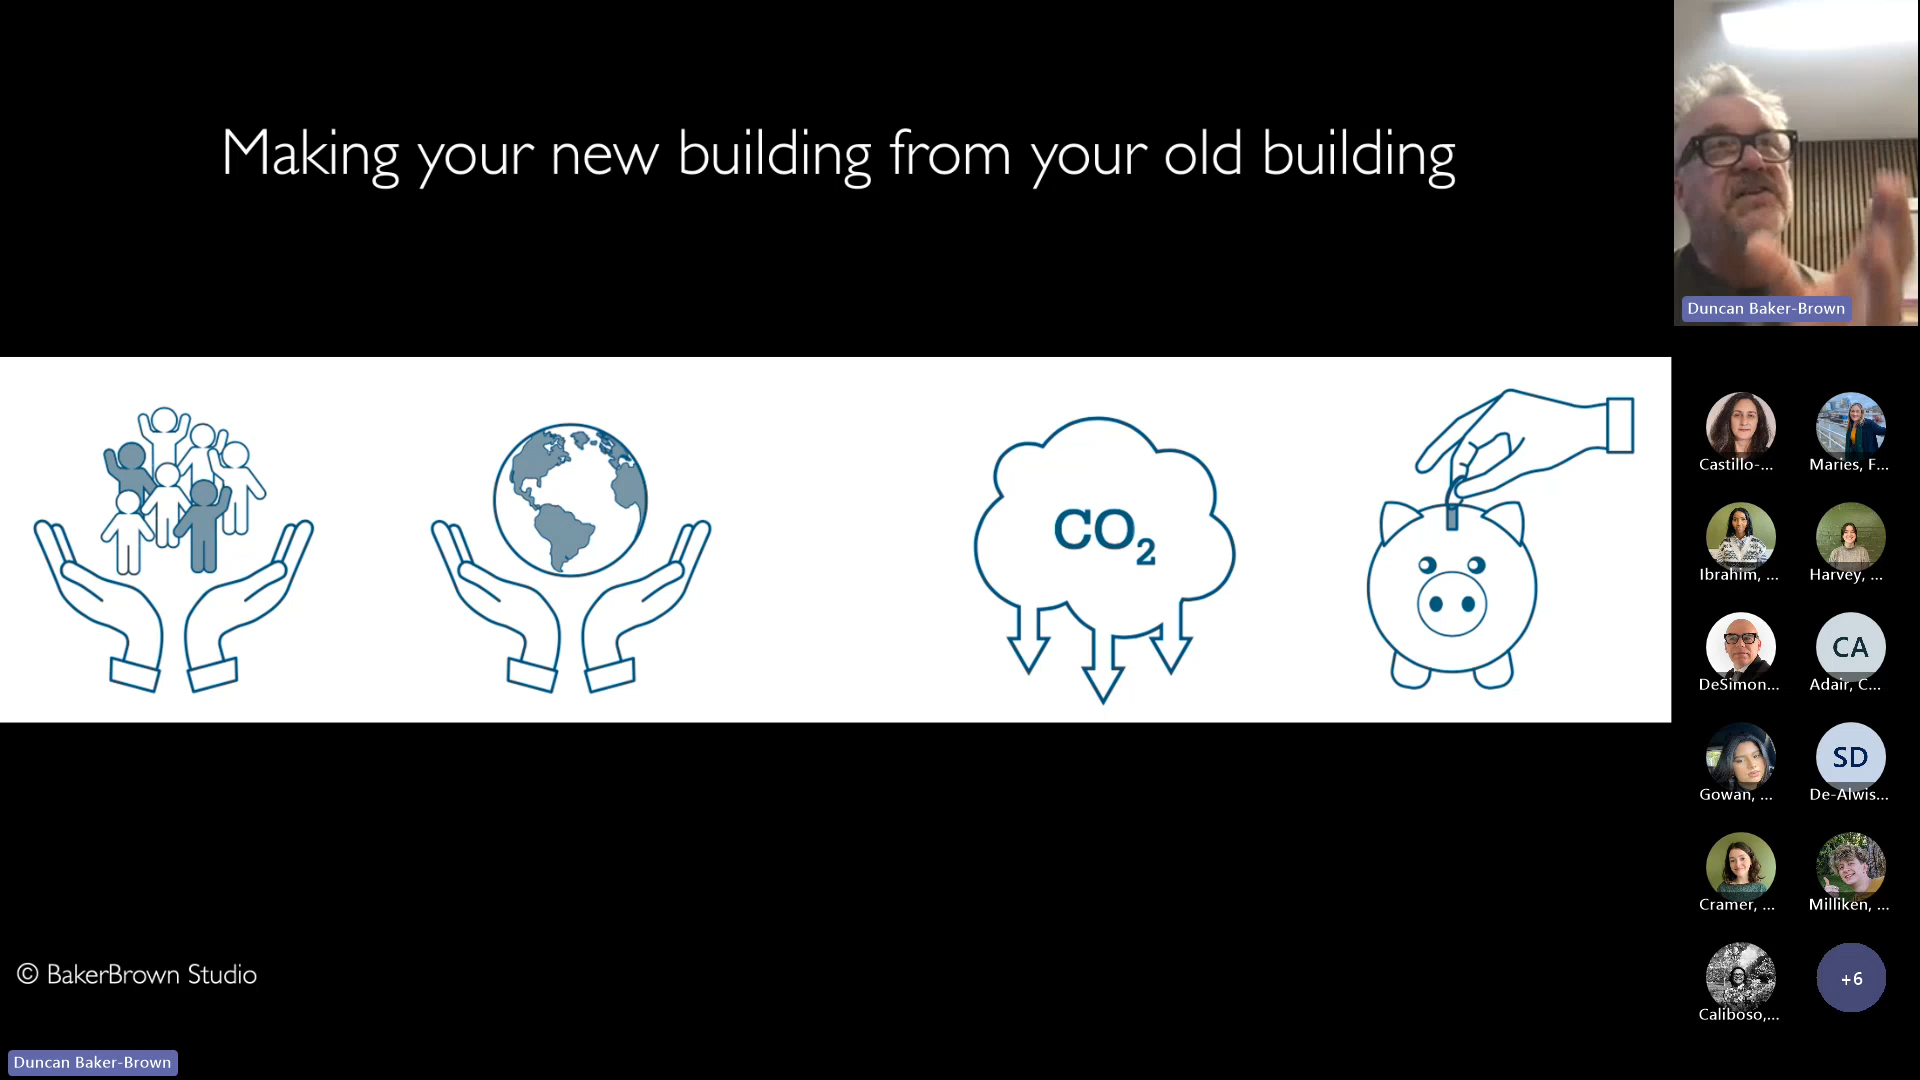 Making your new building from your old building
Duncan Baker-Brown
CO₂
Castillo-...
Maries, F...
Ibrahim, ...
Harvey, ...
CA
DeSimon...
Adair, C...
SD
Gowan, ...
De-Alwis...
Cramer, ...
Milliken, ...
+6
Caliboso,...
© BakerBrown Studio
Duncan Baker-Brown